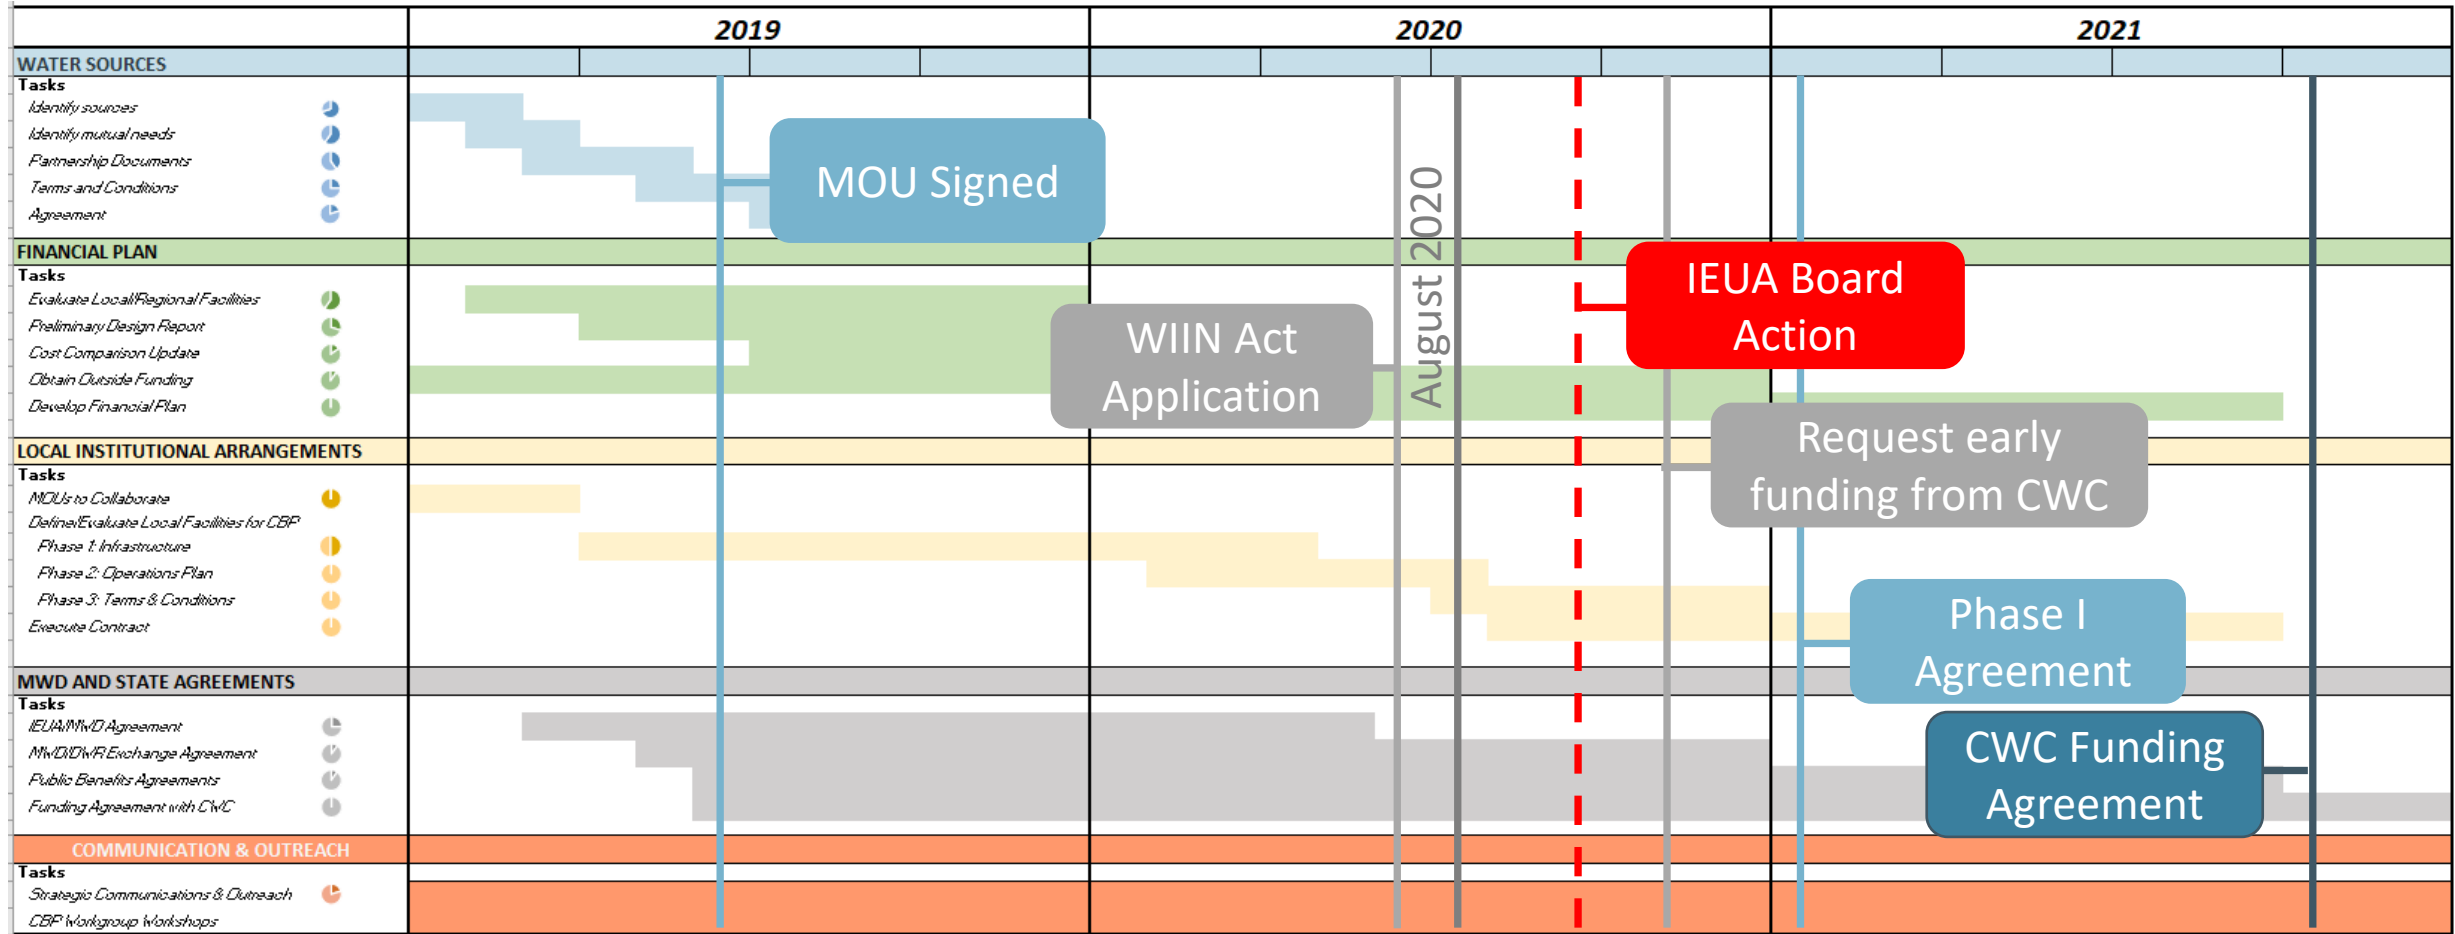 2019
2020
2021
WATER SOURCES
Tasks
Identify sources
Identify mutual needs
Partnership Documents
Terms and Conditions
Agreement
MOU Signed
August 2020
FINANCIAL PLAN
Tasks
Evaluate Local/Regional Facilities
Preliminary Design Report
Cost Comparison Update
Obtain Outside Funding
Develop Financial Plan
WIIN Act
Application
IEUA Board
Action
Request early
funding from CWC
LOCAL INSTITUTIONAL ARRANGEMENTS
Tasks
MOUs to Collaborate
Define/Evaluate Local Facilities for CBP
Phase 1: Infrastructure
Phase 2: Operations Plan
Phase 3: Terms & Conditions
Execute Contract
Phase I
Agreement
MWD AND STATE AGREEMENTS
Tasks
IEUA/MWD Agreement
MWD/DWR Exchange Agreement
Public Benefits Agreements
Funding Agreement with CWC
CWC Funding
Agreement
COMMUNICATION & OUTREACH
Tasks
Strategic Communications & Outreach
CBP Workgroup Workshops